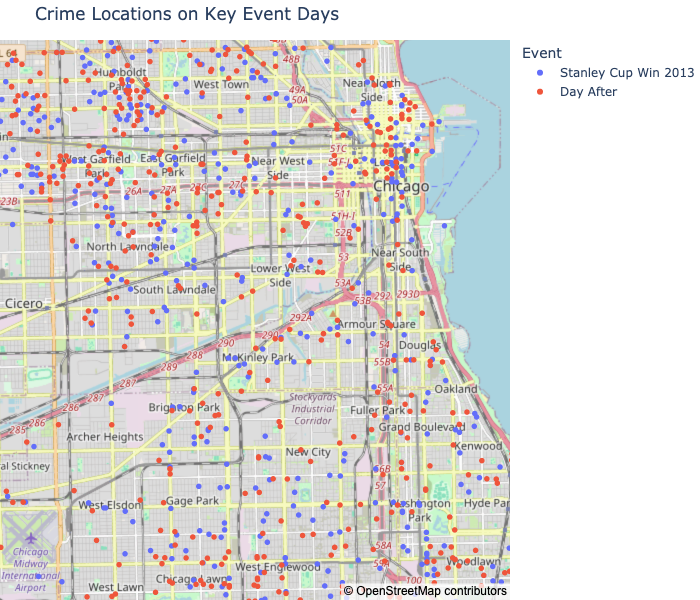 Crime Locations on Key Event Days
Event
Stanley Cup Win 2013
Day After
L 64
48B
Humboldt
Park
West Town
Near North
Side
49A
50A
51C
51F-I
West Garfield
Park
East Garfield
Park
Near West
Side
26A
27A
27C
Chicago
511
23B
51H-I
52B
North Lawndale
Near South
Side
53
Lower West
Side
53A
South Lawndale
53B
292
293D
Cicero
292A
Armour Square
290
290
54
Douglas
288
McKinley Park
55B
289
287
55A
Oakland
287
Stockyards
Industrial
Corridor
286
Brighton Park
Fuller Park
286
285
Grand Boulevard
Archer Heights
Kenwood
New City
al Stickney
56B
57
West Elsdon
Gage Park
Washington
Park
Hyde Par
58A
Chicago
Midway
International
Airport
59A
Woodlawn
West Englewood
Chicago Lawn
100
West Lawn
© OpenStreetMap contributors